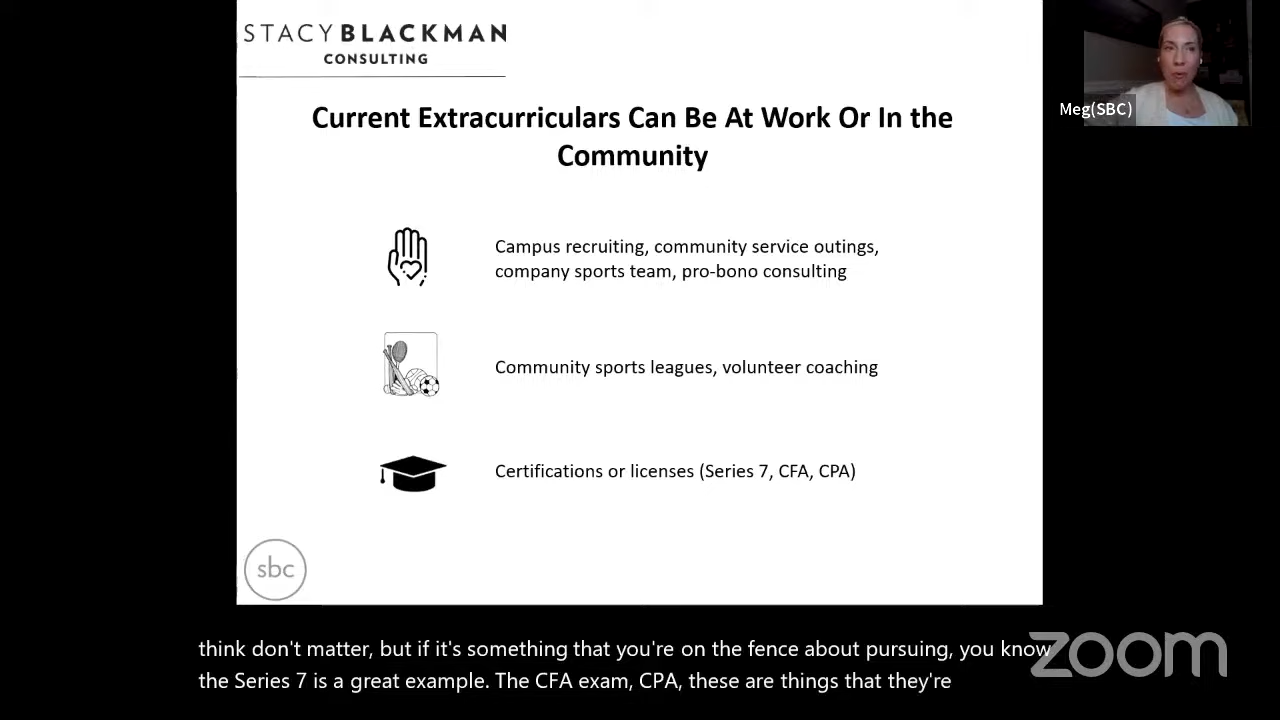 STACY BLACKMAN
CONSULTING
Meg(SBC)
Current Extracurriculars Can Be At Work Or In the
Community
Campus recruiting, community service outings,
company sports team, pro-bono consulting
Community sports leagues, volunteer coaching
Certifications or licenses (Series 7, CFA, CPA)
sbc
think don't matter, but if it's something that you're on the fence about pursuing, you know
the Series 7 is a great example. The CFA exam, CPA, these are things that they're
zoom